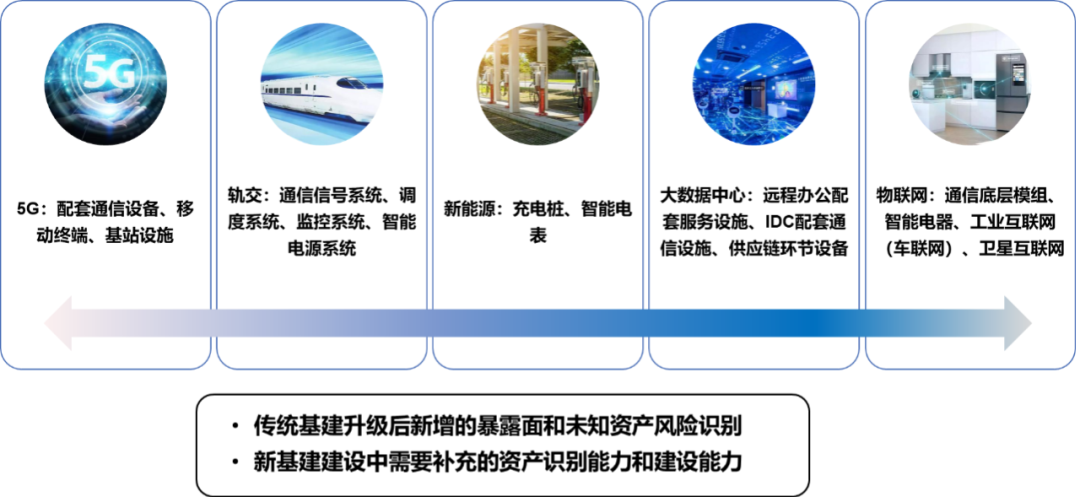 5G
5G：配套通信设备、移
动终端、基站设施
轨交：通信信号系统、调
度系统、监控系统、智能
电源系统
新能源：充电桩、智能电
表
大数据中心：远程办公配
套服务设施、IDC配套通
信设施、供应链环节设备
物联网：通信底层模组、
智能电器、工业互联网
（车联网）、卫星互联网
• 传统基建升级后新增的暴露面和未知资产风险识别
• 新基建建设中需要补充的资产识别能力和建设能力